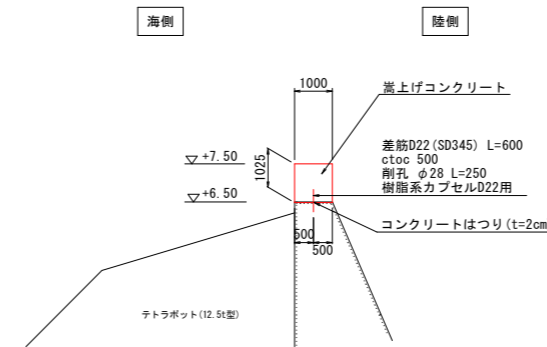 海側
陸側
1000
嵩上げコンクリート
差筋D22(SD345) L=600
ctoc 500
削孔 φ28 L=250
樹脂系カプセルD22用
▽ +7.50
1025
▽ +6.50
コンクリートはつり(t=2cm
500
500
テトラポット(12.5t型)